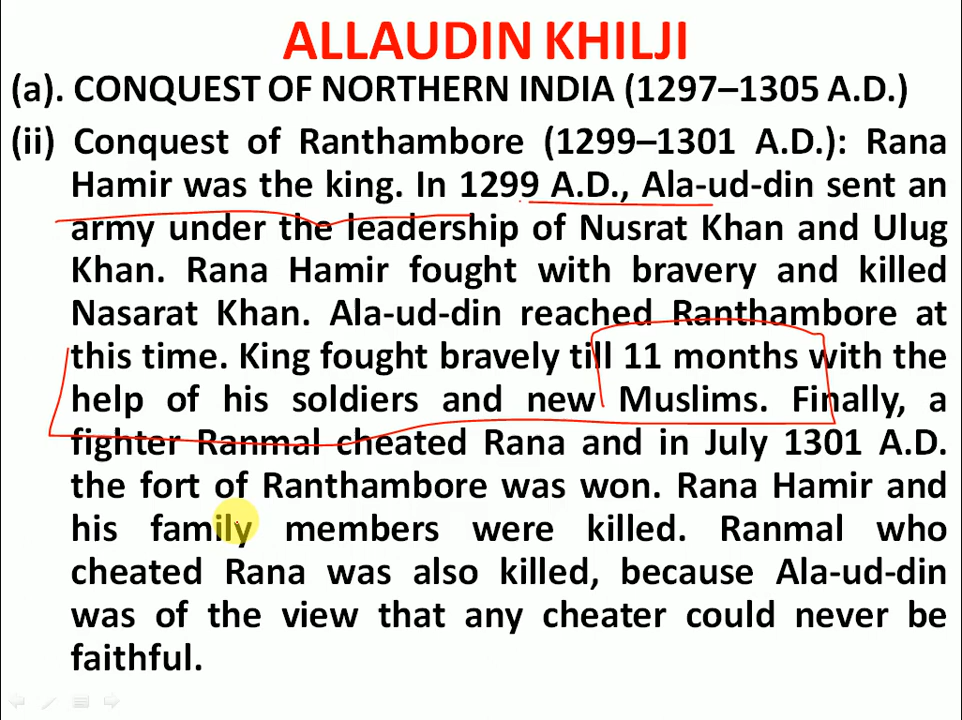 ALLAUDIN KHILJI
(a). CONQUEST OF NORTHERN INDIA (1297–1305 A.D.)
(ii) Conquest of Ranthambore (1299–1301 A.D.): Rana
Hamir was the king. In 1299 A.D., Ala-ud-din sent an
army under the leadership of Nusrat Khan and Ulug
Khan. Rana Hamir fought with bravery and killed
Nasarat Khan. Ala-ud-din reached Ranthambore at
this time. King fought bravely till 11 months with the
help of his soldiers and new Muslims. Finally, a
fighter Ranmal cheated Rana and in July 1301 A.D.
the fort of Ranthambore was won. Rana Hamir and
his family members were killed. Ranmal who
cheated Rana was also killed, because Ala-ud-din
was of the view that any cheater could never be
faithful.